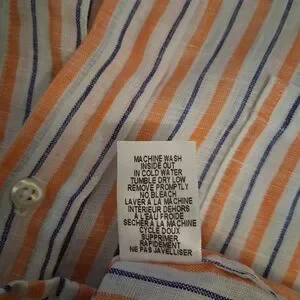 MACHINE WASH
INSIDE OUT
IN COLD WATER
TUMBLE DRY LOW
REMOVE PROMPTLY
NO BLEACH
LAVER A LA MACHINE
INTERIEUR DEHORS
A L'EAU FROIDE
SECHER A LA MACHINE
CYCLE DOUX
SUPPRIMER
RAPIDEMENT
NE PAS JAVELLISER